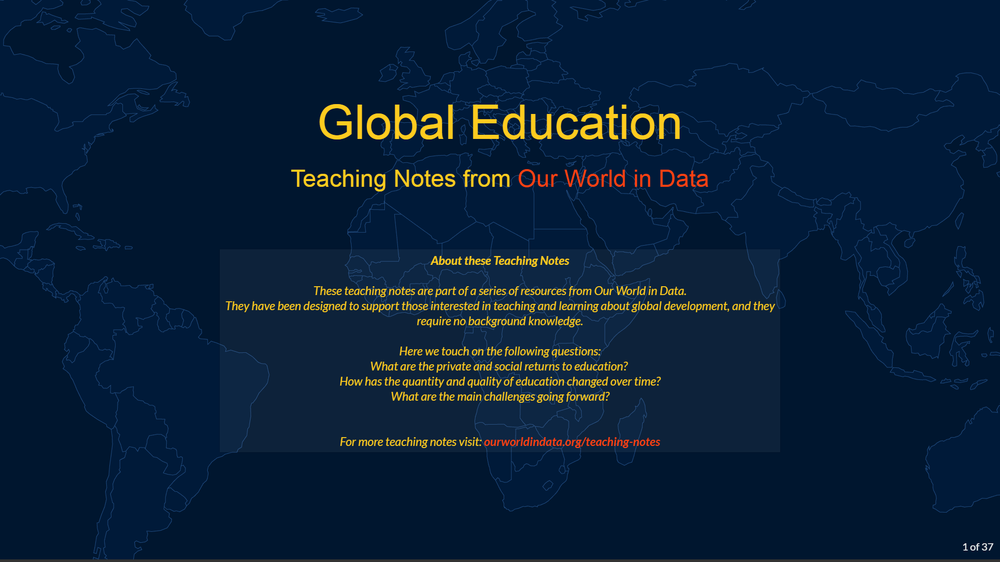 Global Education
Teaching Notes from Our World in Data
About these Teaching Notes
These teaching notes are part of a series of resources from Our World in Data.
They have been designed to support those interested in teaching and learning about global development, and they
require no background knowledge.
Here we touch on the following questions:
What are the private and social returns to education?
How has the quantity and quality of education changed over time?
What are the main challenges going forward?
For more teaching notes visit: ourworldindata.org/teaching-notes
1 of 37